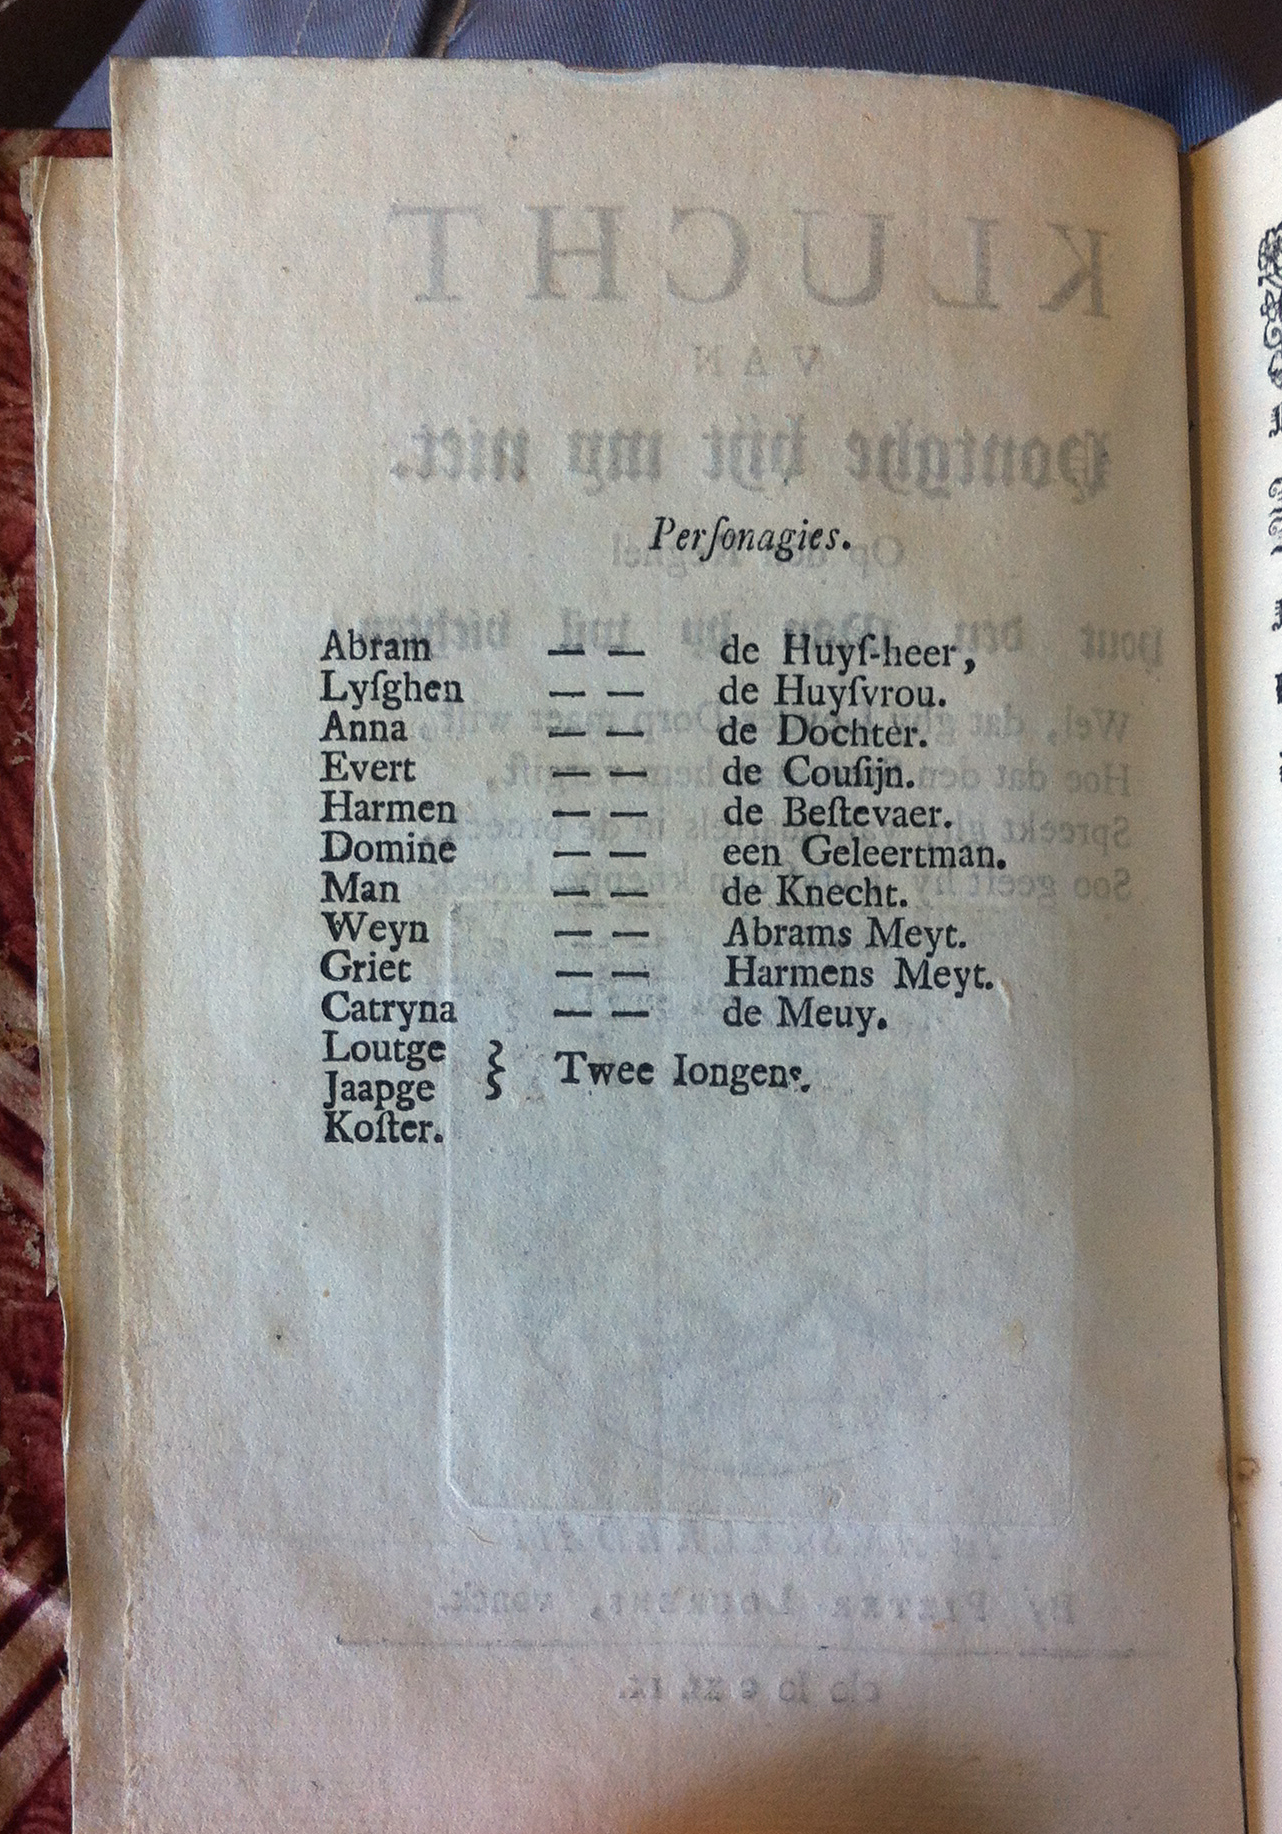 Perſonagies.
Abram — — de Huyſ-heer,
Lyſghen — — de Huyſvrou.
Anna — — de Dochter.
Evert — — de Couſijn.
Harmen — — de Beſtevaer.
Domine — — een Geleertman.
Man — — de Knecht.
Weyn — — Abrams Meyt.
Griet — — Harmens Meyt.
Catryna — — de Meuy.
Loutge
} Twee Iongens.
Jaapge
Koſter.